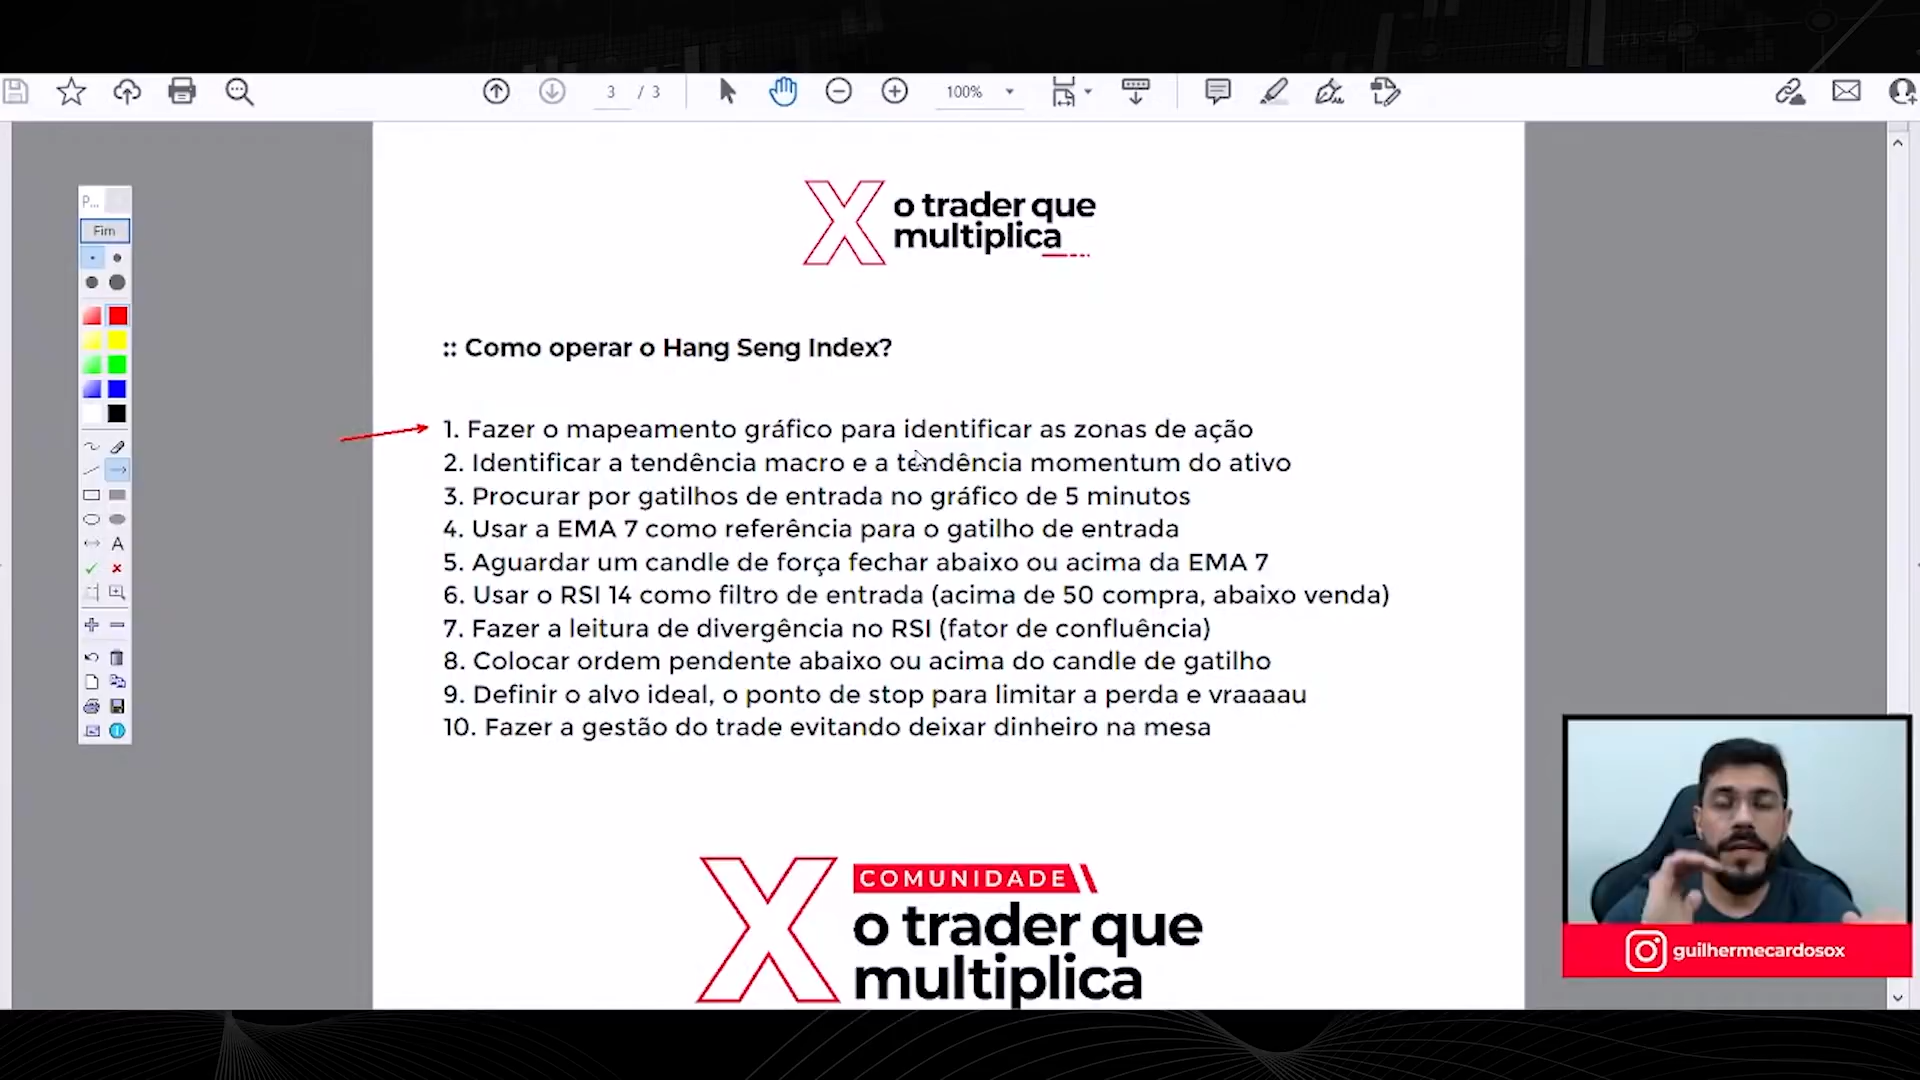 3 / 3
100%
P...
Fim
A
X o trader que
multiplica
:: Como operar o Hang Seng Index?
1. Fazer o mapeamento gráfico para identificar as zonas de ação
2. Identificar a tendência macro e a tendência momentum do ativo
3. Procurar por gatilhos de entrada no gráfico de 5 minutos
4. Usar a EMA 7 como referência para o gatilho de entrada
5. Aguardar um candle de força fechar abaixo ou acima da EMA 7
6. Usar o RSI 14 como filtro de entrada (acima de 50 compra, abaixo venda)
7. Fazer a leitura de divergência no RSI (fator de confluência)
8. Colocar ordem pendente abaixo ou acima do candle de gatilho
9. Definir o alvo ideal, o ponto de stop para limitar a perda e vraaaau
10. Fazer a gestão do trade evitando deixar dinheiro na mesa
X COMUNIDADE
o trader que
multiplica
guilhermecardosox